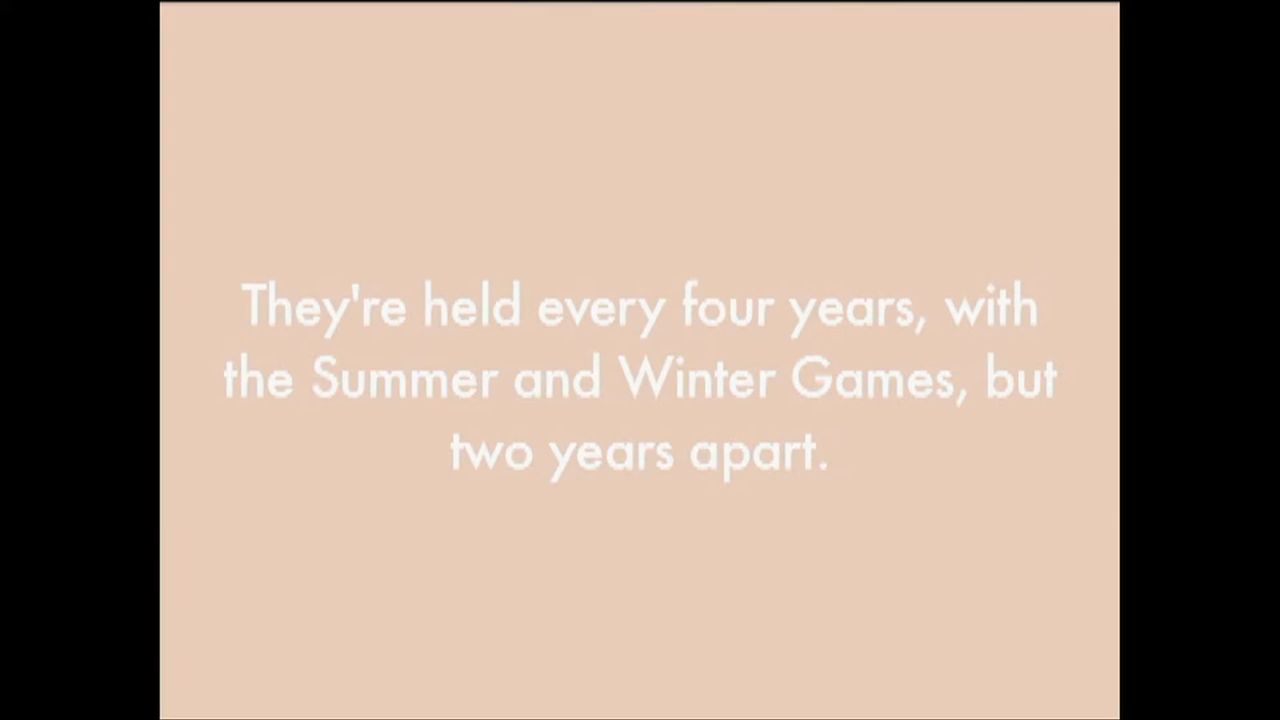 They're held every four years, with
the Summer and Winter Games, but
two years apart.